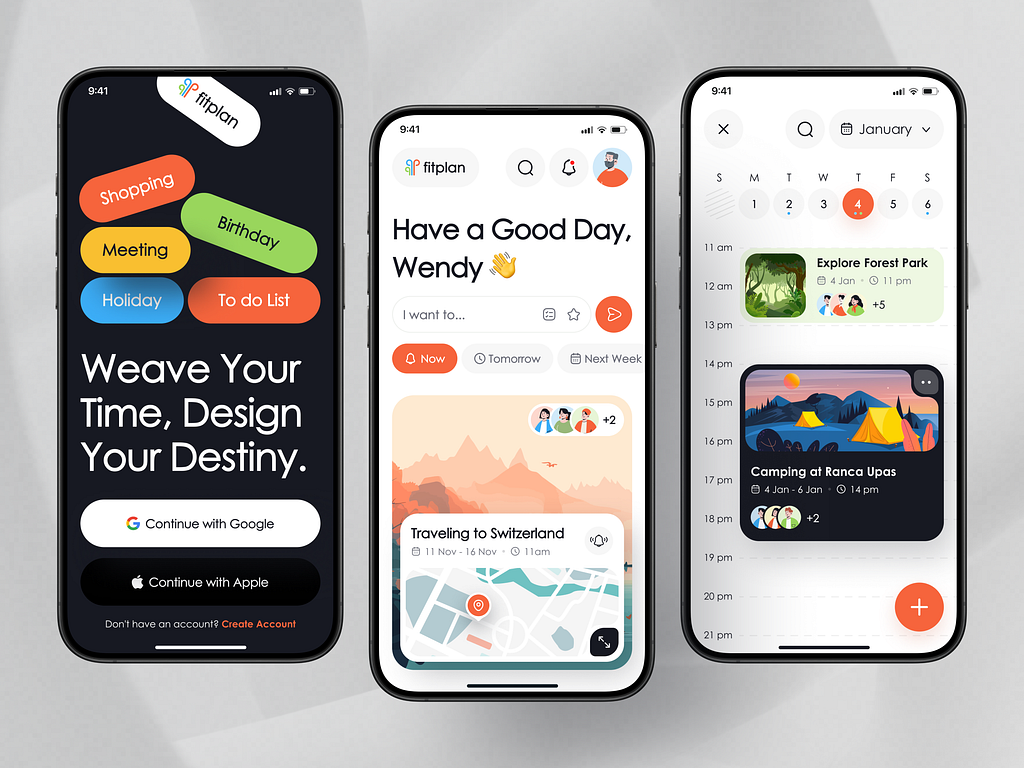 9:41
fitplan
Shopping
Birthday
Meeting
Holiday
To do List
Weave Your
Time, Design
Your Destiny.
Continue with Google
Continue with Apple
Don't have an account? Create Account
9:41
fitplan
Have a Good Day,
Wendy 👋
I want to...
Now
Tomorrow
Next Week
+2
Traveling to Switzerland
11 Nov - 16 Nov • 11am
9:41
January
S M T W T F S
1 2 3 4 5 6
11 am
Explore Forest Park
4 Jan • 11 pm
12 am
+5
13 pm
14 pm
15 pm
16 pm
Camping at Ranca Upas
17 pm
4 Jan - 6 Jan • 14 pm
18 pm
+2
19 pm
20 pm
21 pm